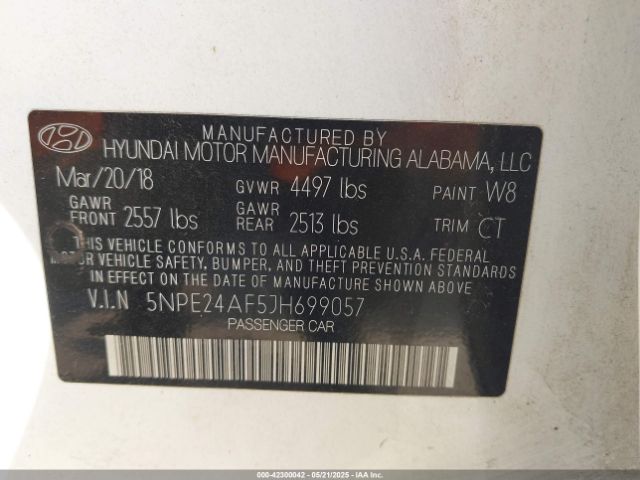 MANUFACTURED BY
HYUNDAI MOTOR MANUFACTURING ALABAMA, LLC
Mar/20/18 GVWR 4497 lbs PAINT W8
GAWR FRONT 2557 lbs GAWR REAR 2513 lbs TRIM CT
THIS VEHICLE CONFORMS TO ALL APPLICABLE U.S.A. FEDERAL
MOTOR VEHICLE SAFETY, BUMPER, AND THEFT PREVENTION STANDARDS
IN EFFECT ON THE DATE OF MANUFACTURE SHOWN ABOVE.
V.I.N 5NPE24AF5JH699057
PASSENGER CAR
000-42300042 - 05/21/2025 - IAAI.COM